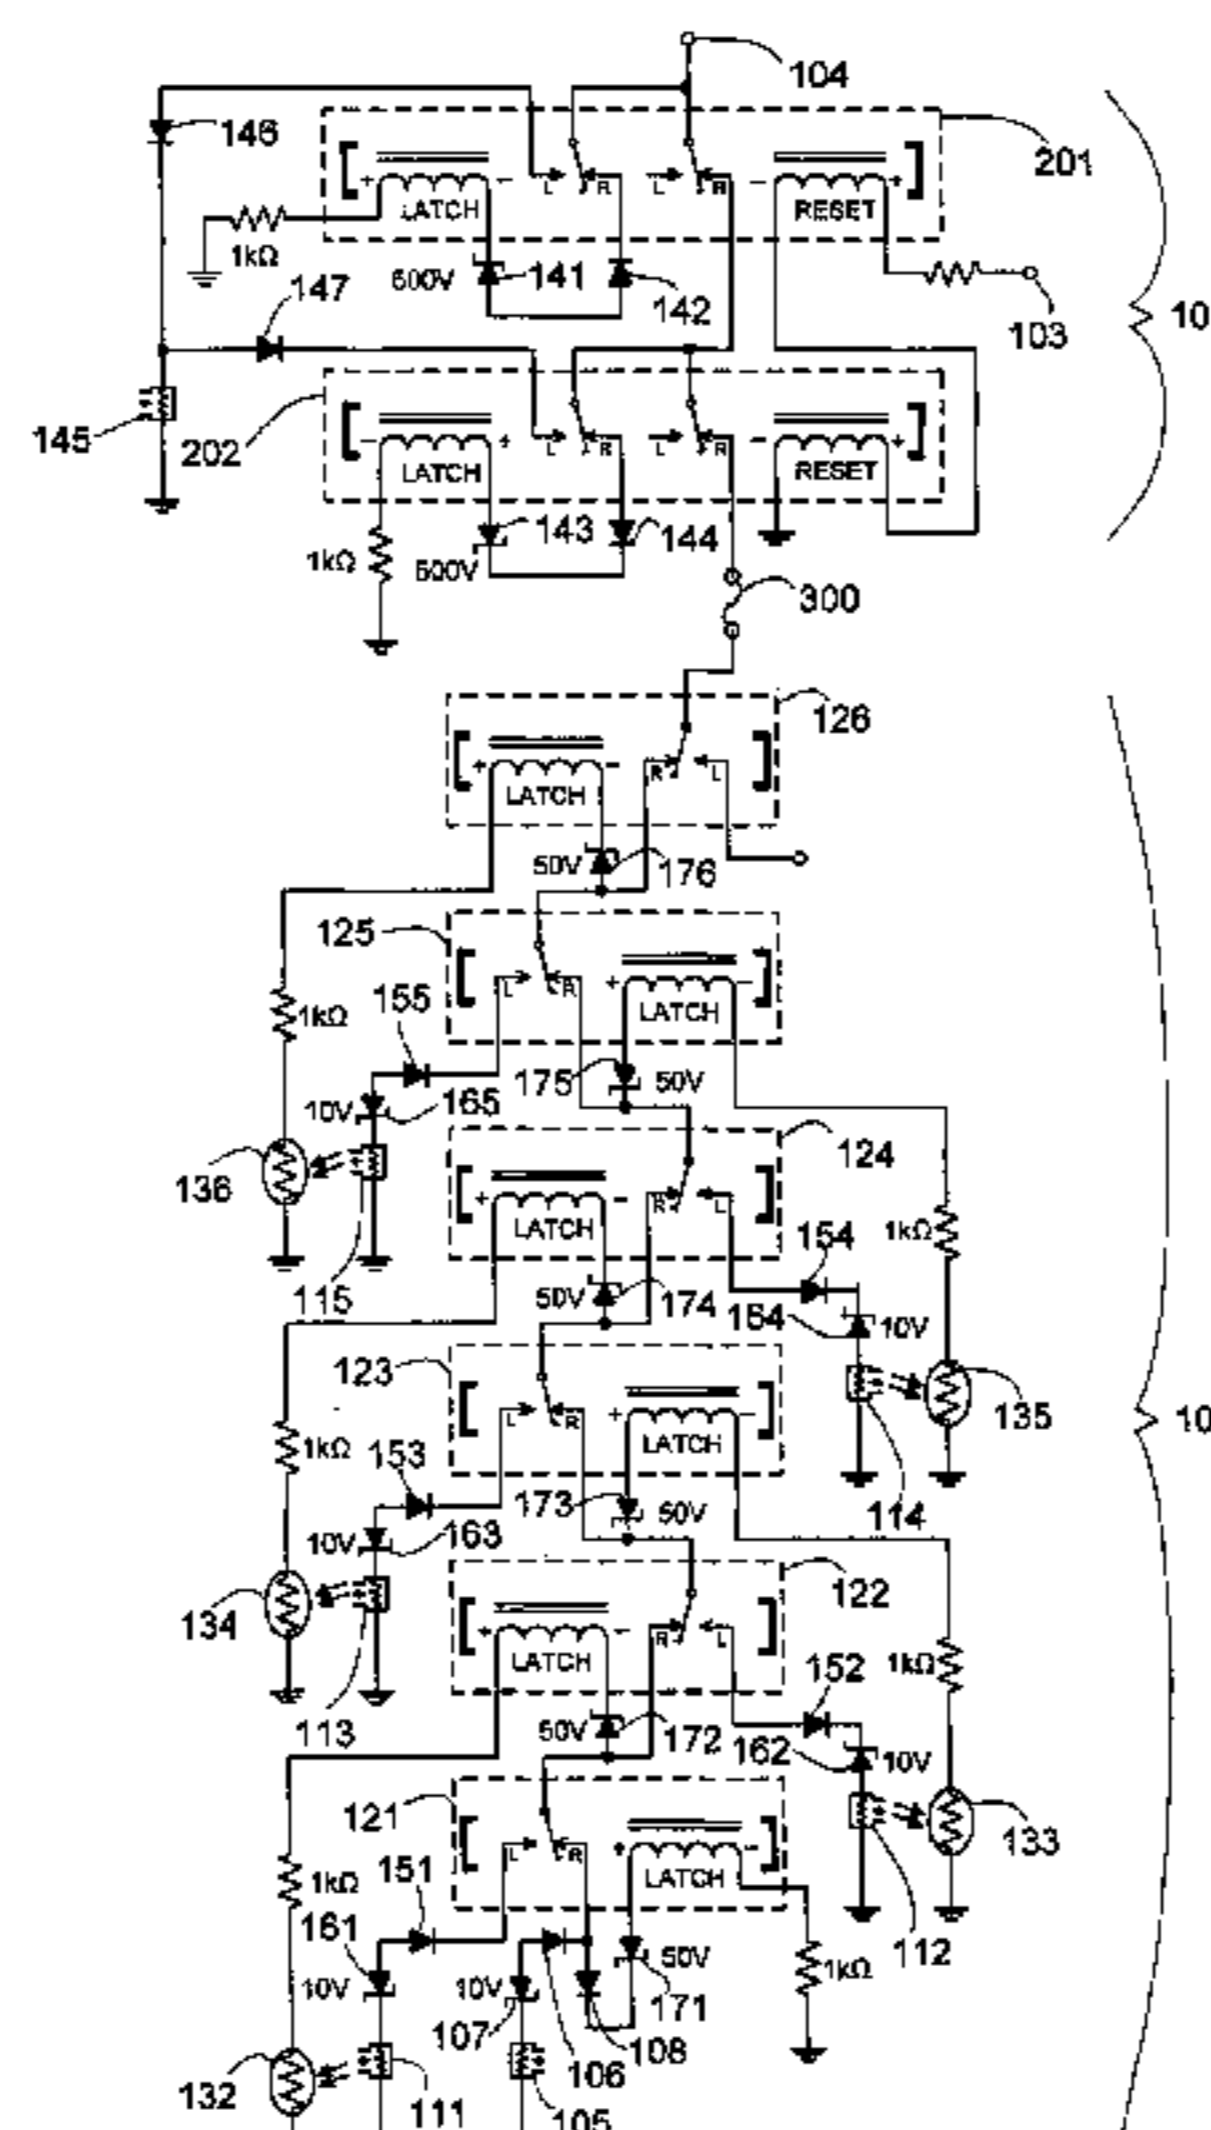 104
146
201
+ LATCH -
L R
L R
- RESET +
1kΩ
500V 141
142
147
103
10
145
202
- LATCH +
L R
L R
- RESET +
1kΩ
500V
143
144
300
126
+ LATCH -
R L
50V 176
125
L R
+ LATCH -
155
1kΩ
175 50V
10V 165
124
136
+ LATCH -
R L
1kΩ
154
115
50V 174
164 10V
123
L R
+ LATCH -
135
10
1kΩ
153
173 50V
114
10V 163
122
134
+ LATCH -
R L
152
1kΩ
113
50V 172
162 10V
121
L R
+ LATCH -
133
1kΩ
151
161
10V
10V
50V
112
1kΩ
171
107
108
106
132
111
105